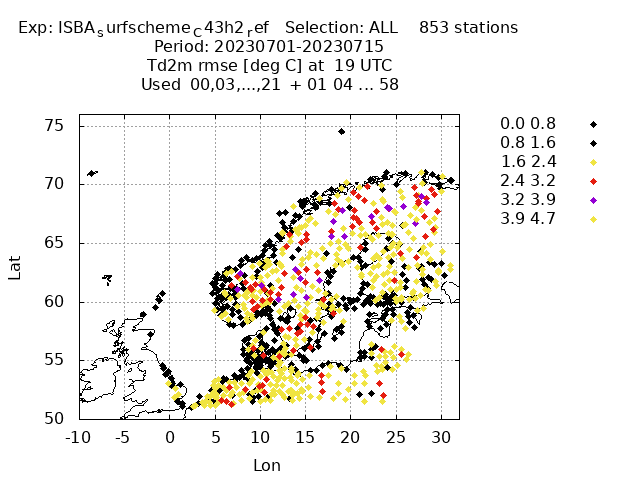 Exp: ISBAsurfschemeC43h2ref Selection: ALL 853 stations
Period: 20230701-20230715
Td2m rmse [deg C] at 19 UTC
Used 00,03,...,21 + 01 04 ... 58
0.0 0.8
0.8 1.6
1.6 2.4
2.4 3.2
3.2 3.9
3.9 4.7
75
70
65
60
55
50
Lat
-10 -5 0 5 10 15 20 25 30
Lon